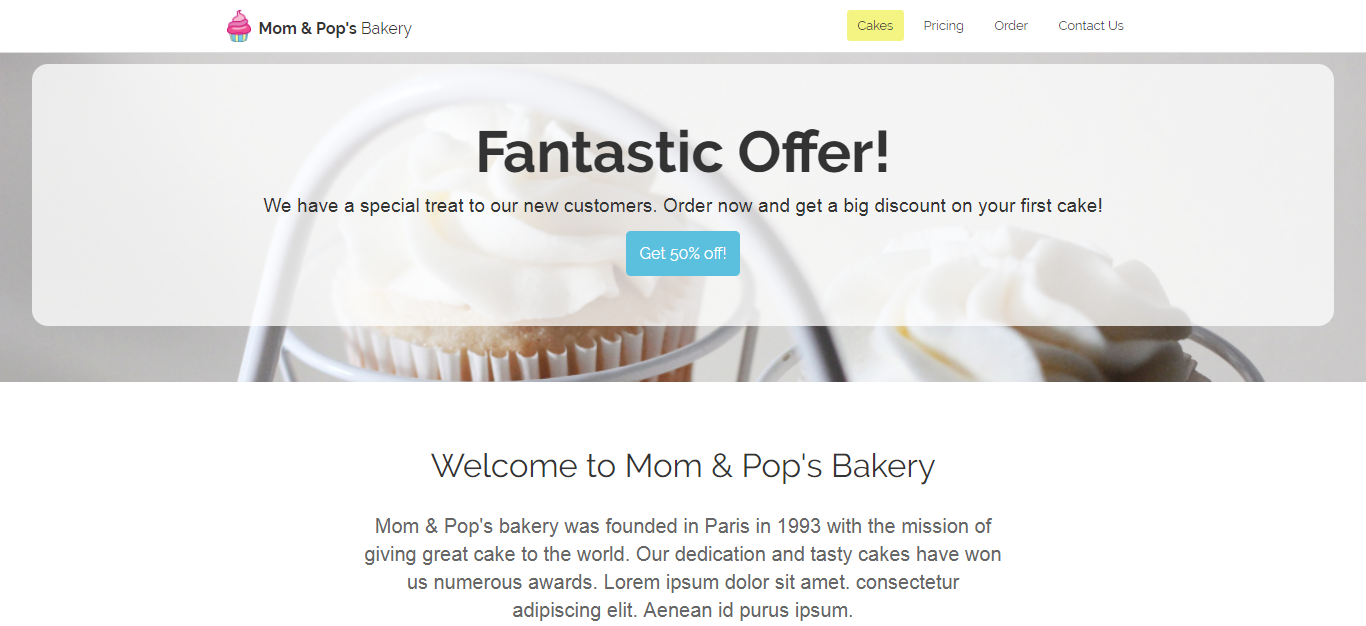 Mom & Pop's Bakery
Cakes
Pricing
Order
Contact Us
Fantastic Offer!
We have a special treat to our new customers. Order now and get a big discount on your first cake!
Get 50% off!
Welcome to Mom & Pop's Bakery
Mom & Pop's bakery was founded in Paris in 1993 with the mission of
giving great cake to the world. Our dedication and tasty cakes have won
us numerous awards. Lorem ipsum dolor sit amet. consectetur
adipiscing elit. Aenean id purus ipsum.